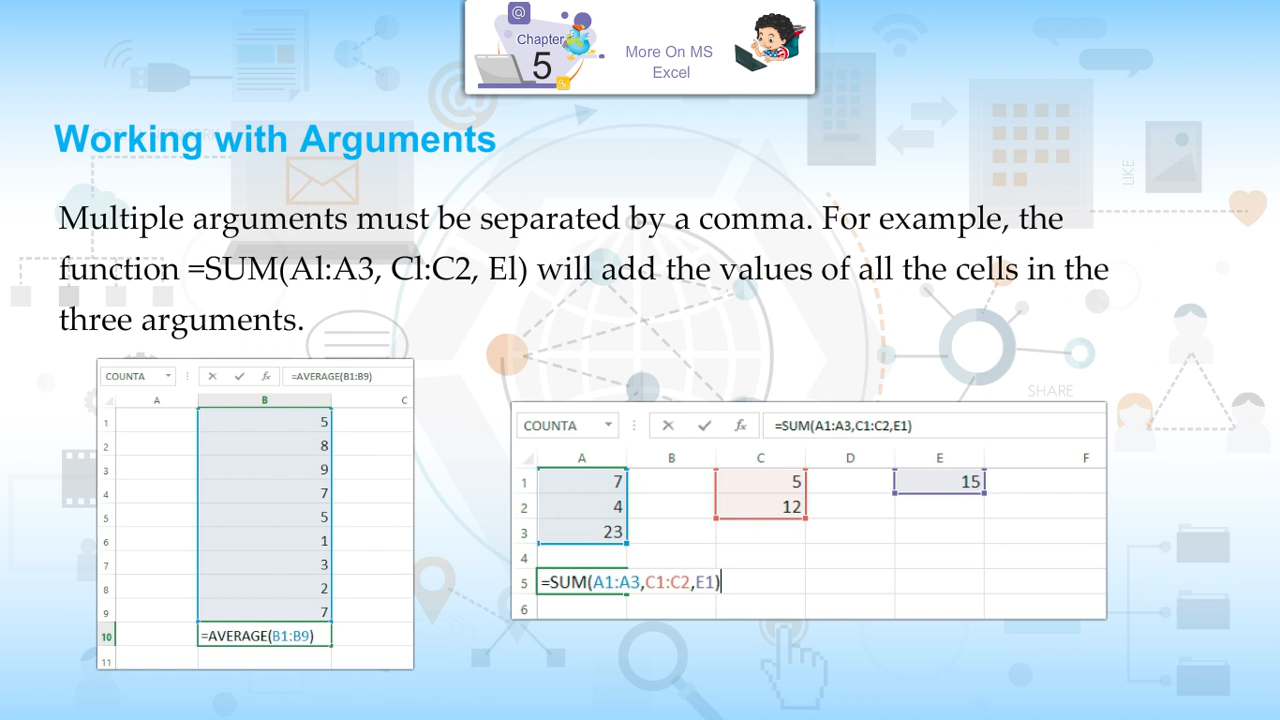 Chapter
5
More On MS
Excel
Working with Arguments
Multiple arguments must be separated by a comma. For example, the
function =SUM(Al:A3, Cl:C2, El) will add the values of all the cells in the
three arguments.
COUNTA =AVERAGE(B1:B9)
A B C
1 5
2 8
3 9
4 7
5 5
6 1
7 3
8 2
9 7
10 =AVERAGE(B1:B9)
11
COUNTA fx =SUM(A1:A3,C1:C2,E1)
A B C D E F
1 7 5 15
2 4 12
3 23
4
5 =SUM(A1:A3,C1:C2,E1)
6
LIKE
SHARE